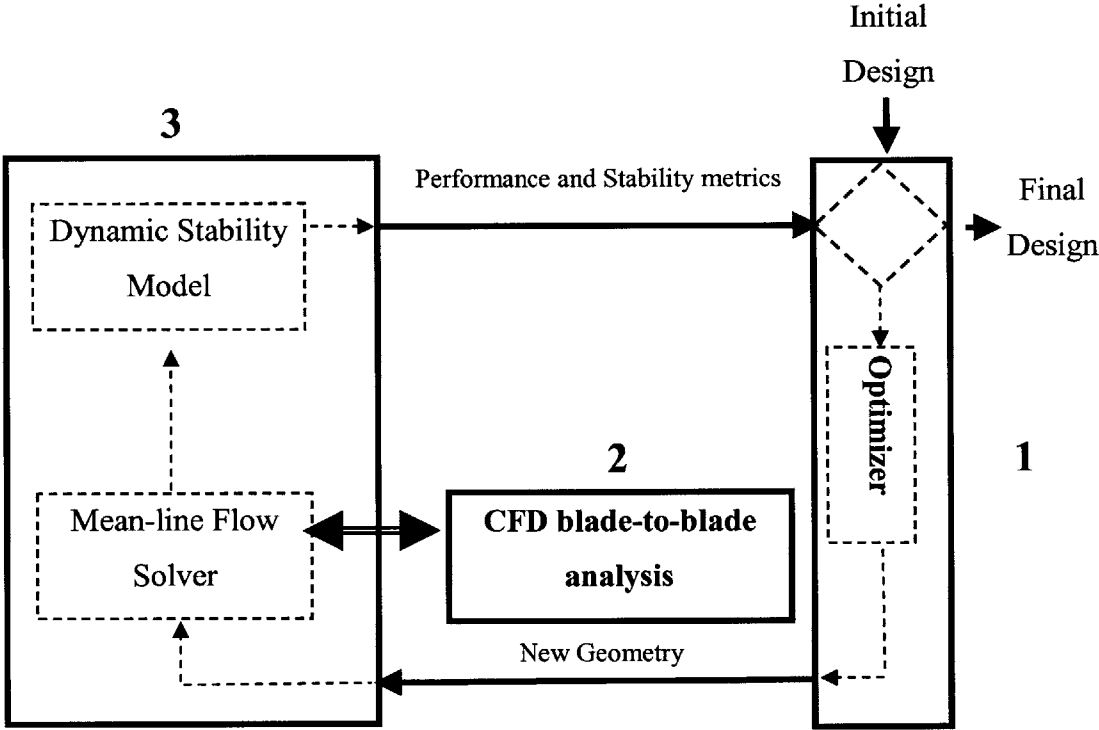 Initial
Design
3
Performance and Stability metrics
Final
Design
Dynamic Stability
Model
Optimizer
1
2
Mean-line Flow
Solver
CFD blade-to-blade
analysis
New Geometry